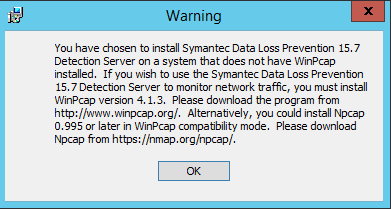 Warning
x
You have chosen to install Symantec Data Loss Prevention 15.7
Detection Server on a system that does not have WinPcap
installed.  If you wish to use the Symantec Data Loss Prevention
15.7 Detection Server to monitor network traffic, you must install
WinPcap version 4.1.3.  Please download the program from
http://www.winpcap.org/.  Alternatively, you could install Npcap
0.995 or later in WinPcap compatibility mode.  Please download
Npcap from https://nmap.org/npcap/.
OK